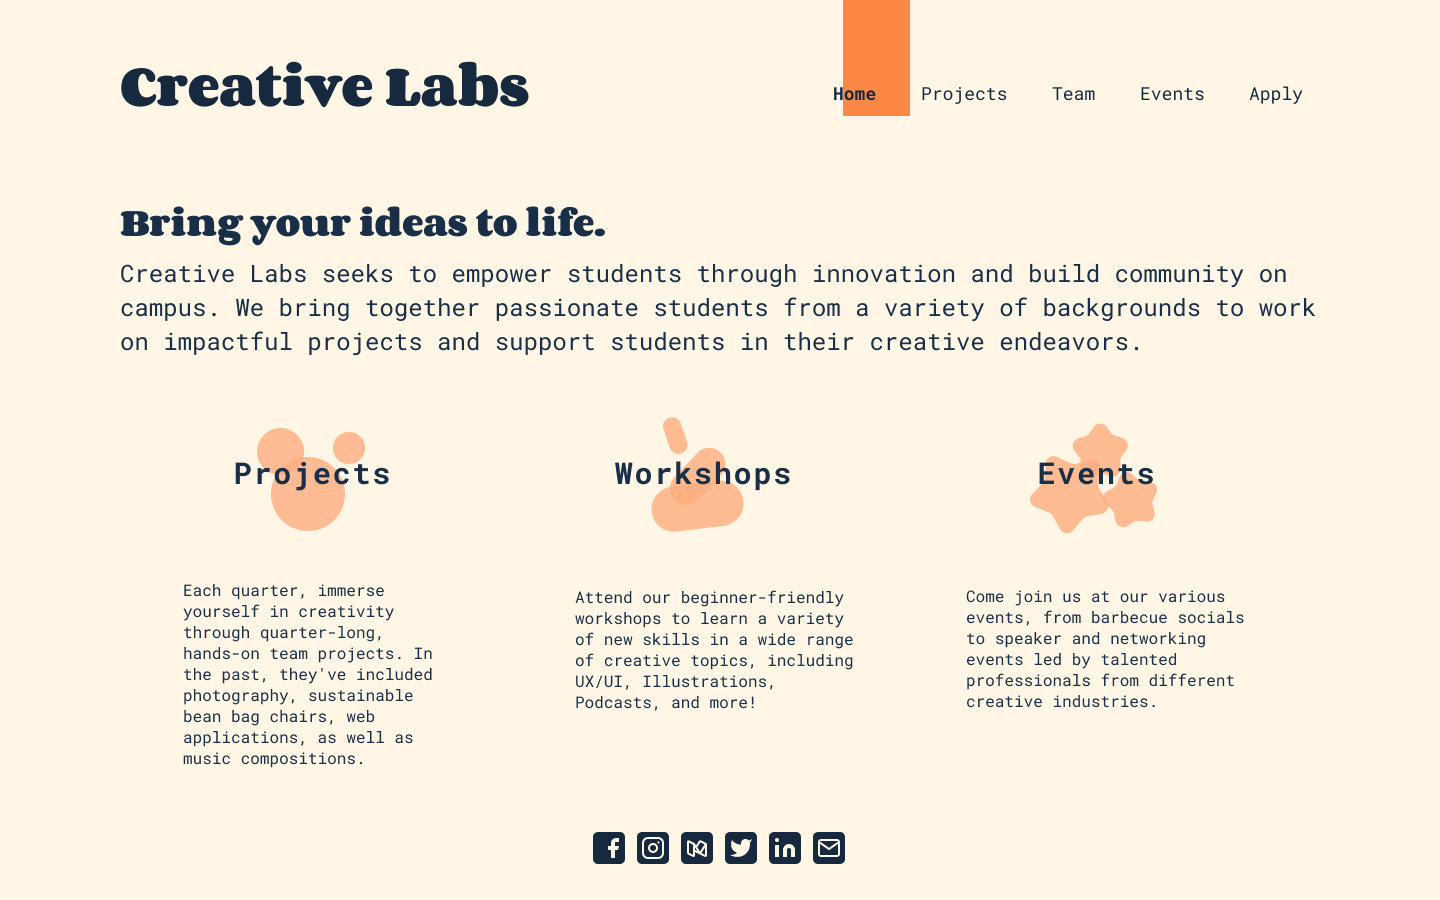 Creative Labs
Home Projects Team Events Apply
Bring your ideas to life.
Creative Labs seeks to empower students through innovation and build community on
campus. We bring together passionate students from a variety of backgrounds to work
on impactful projects and support students in their creative endeavors.
Projects
Each quarter, immerse
yourself in creativity
through quarter-long,
hands-on team projects. In
the past, they've included
photography, sustainable
bean bag chairs, web
applications, as well as
music compositions.
Workshops
Attend our beginner-friendly
workshops to learn a variety
of new skills in a wide range
of creative topics, including
UX/UI, Illustrations,
Podcasts, and more!
Events
Come join us at our various
events, from barbecue socials
to speaker and networking
events led by talented
professionals from different
creative industries.